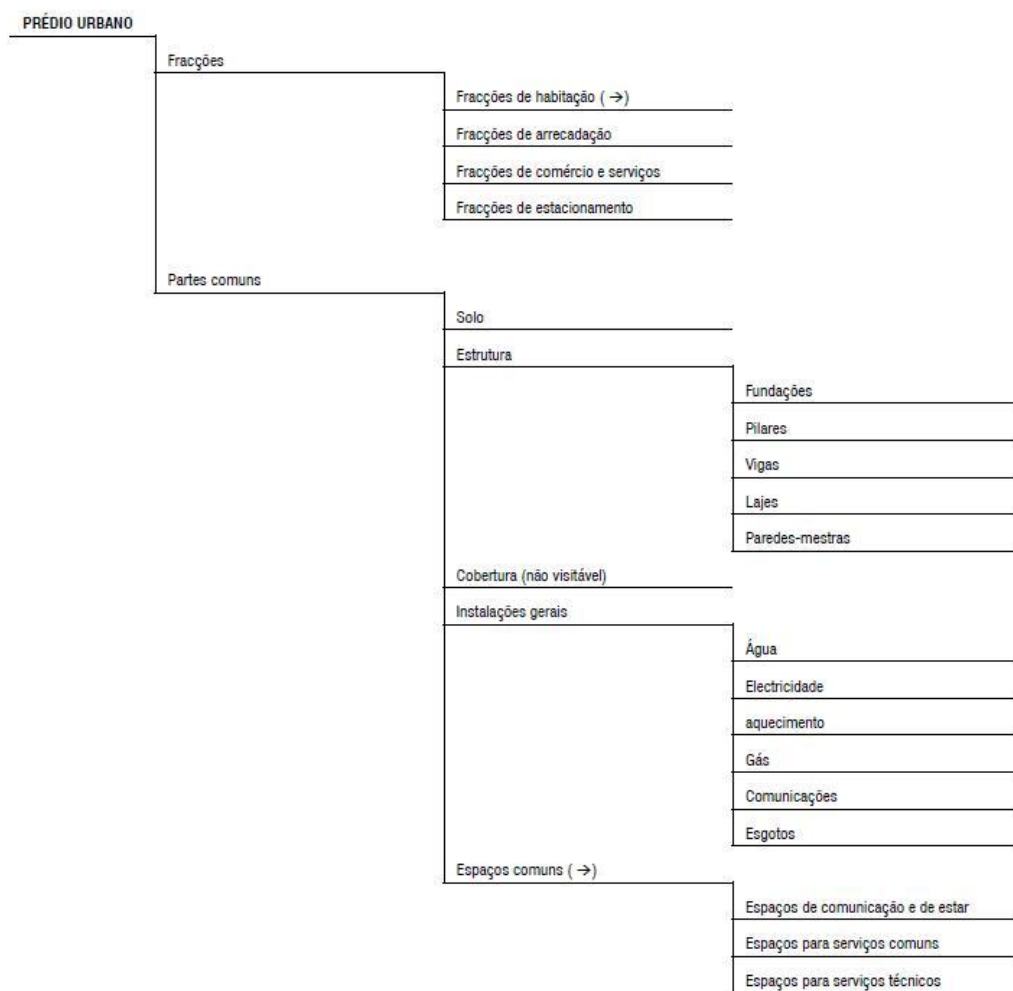 PRÉDIO URBANO
Fracções
Fracções de habitação ( →)
Fracções de arrecadação
Fracções de comércio e serviços
Fracções de estacionamento
Partes comuns
Solo
Estrutura
Fundações
Pilares
Vigas
Lajes
Paredes-mestras
Cobertura (não visitável)
Instalações gerais
Água
Electricidade
aquecimento
Gás
Comunicações
Esgotos
Espaços comuns ( →)
Espaços de comunicação e de estar
Espaços para serviços comuns
Espaços para serviços técnicos